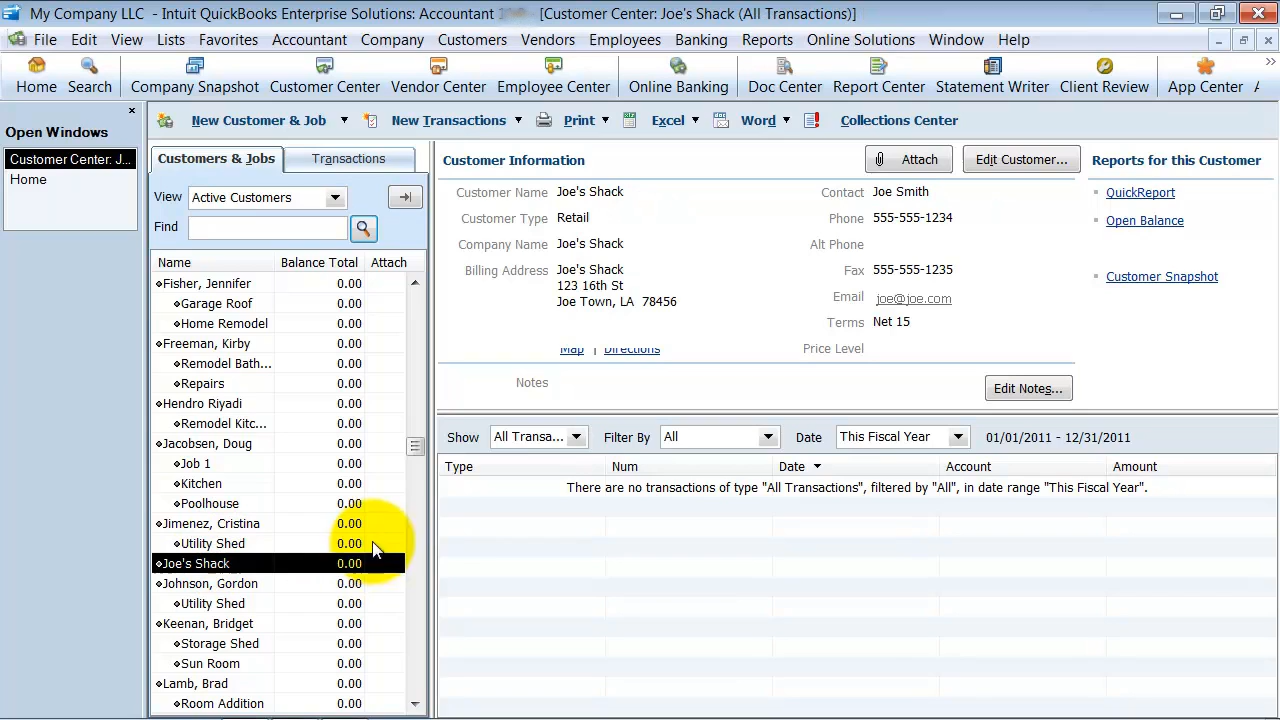 My Company LLC - Intuit QuickBooks Enterprise Solutions: Accountant - [Customer Center: Joe's Shack (All Transactions)]
File Edit View Lists Favorites Accountant Company Customers Vendors Employees Banking Reports Online Solutions Window Help
Home Search Company Snapshot Customer Center Vendor Center Employee Center Online Banking Doc Center Report Center Statement Writer Client Review App Center
Open Windows
Customer Center: J...
Home
New Customer & Job New Transactions Print Excel Word Collections Center
Customers & Jobs Transactions
View Active Customers
Find
Name Balance Total Attach
Fisher, Jennifer 0.00
Garage Roof 0.00
Home Remodel 0.00
Freeman, Kirby 0.00
Remodel Bath... 0.00
Repairs 0.00
Hendro Riyadi 0.00
Remodel Kitc... 0.00
Jacobsen, Doug 0.00
Job 1 0.00
Kitchen 0.00
Poolhouse 0.00
Jimenez, Cristina 0.00
Utility Shed 0.00
Joe's Shack 0.00
Johnson, Gordon 0.00
Utility Shed 0.00
Keenan, Bridget 0.00
Storage Shed 0.00
Sun Room 0.00
Lamb, Brad 0.00
Room Addition 0.00
Customer Information Attach Edit Customer...
Customer Name Joe's Shack Contact Joe Smith
Customer Type Retail Phone 555-555-1234
Company Name Joe's Shack Alt Phone
Billing Address Joe's Shack Fax 555-555-1235
123 16th St
Joe Town, LA 78456
Email joe@joe.com
Terms Net 15
Map | Directions Price Level
Notes Edit Notes...
Reports for this Customer
QuickReport
Open Balance
Customer Snapshot
Show All Transa... Filter By All Date This Fiscal Year 01/01/2011 - 12/31/2011
Type Num Date Account Amount
There are no transactions of type "All Transactions", filtered by "All", in date range "This Fiscal Year".